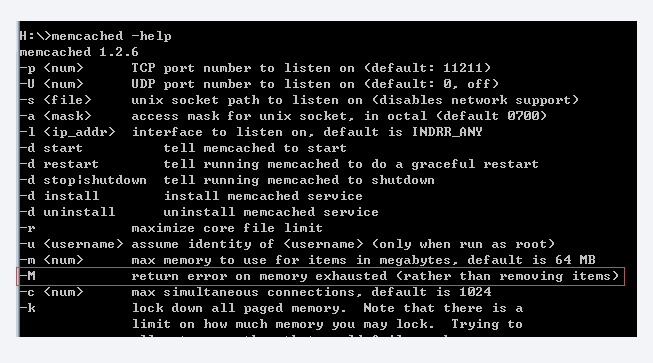 H:\>memcached -help
memcached 1.2.6
-p <num>      TCP port number to listen on (default: 11211)
-U <num>      UDP port number to listen on (default: 0, off)
-s <file>     unix socket path to listen on (disables network support)
-a <mask>     access mask for unix socket, in octal (default 0700)
-l <ip_addr>  interface to listen on, default is INDRR_ANY
-d start          tell memcached to start
-d restart        tell running memcached to do a graceful restart
-d stop|shutdown  tell running memcached to shutdown
-d install        install memcached service
-d uninstall      uninstall memcached service
-r            maximize core file limit
-u <username> assume identity of <username> (only when run as root)
-m <num>      max memory to use for items in megabytes, default is 64 MB
-M            return error on memory exhausted (rather than removing items)
-c <num>      max simultaneous connections, default is 1024
-k            lock down all paged memory.  Note that there is a
              limit on how much memory you may lock.  Trying to